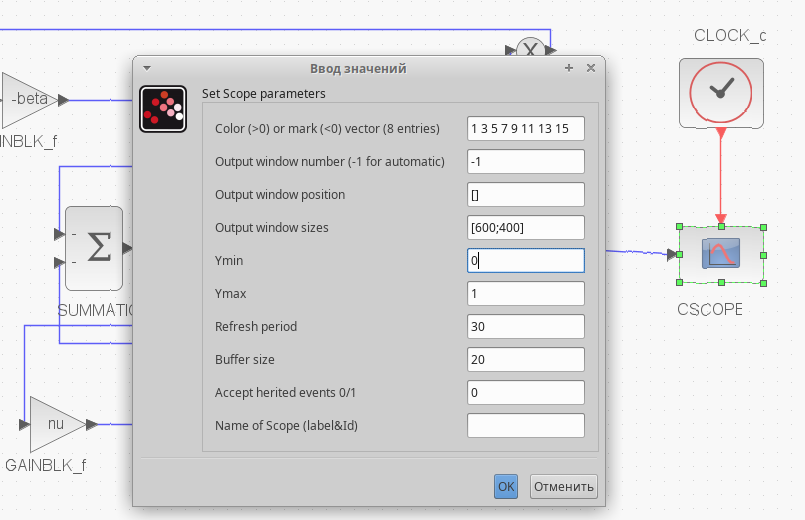 CLOCK_c
X
Ввод значений
-beta
Set Scope parameters
Color (>0) or mark (<0) vector (8 entries)
1 3 5 7 9 11 13 15
NBLK_f
Output window number (-1 for automatic)
-1
Output window position
[]
Output window sizes
[600;400]
-
-
Σ
Ymin
0
Ymax
1
SUMMATIO
CSCOPE
Refresh period
30
Buffer size
20
Accept herited events 0/1
0
nu
Name of Scope (label&Id)
GAINBLK_f
OK
Отменить